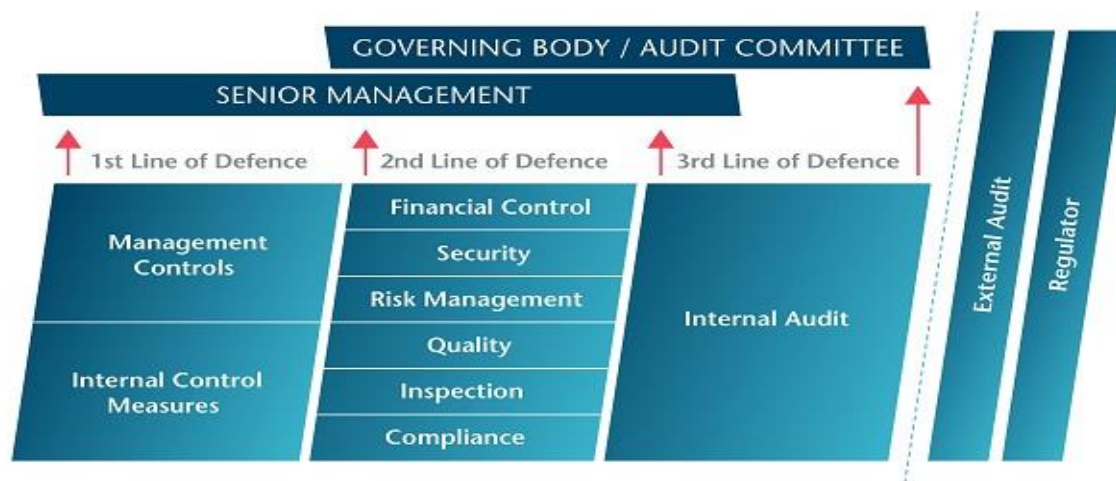 GOVERNING BODY / AUDIT COMMITTEE
SENIOR MANAGEMENT
1st Line of Defence
2nd Line of Defence
3rd Line of Defence
Management
Controls
Internal Control
Measures
Financial Control
Security
Risk Management
Quality
Inspection
Compliance
Internal Audit
External Audit
Regulator